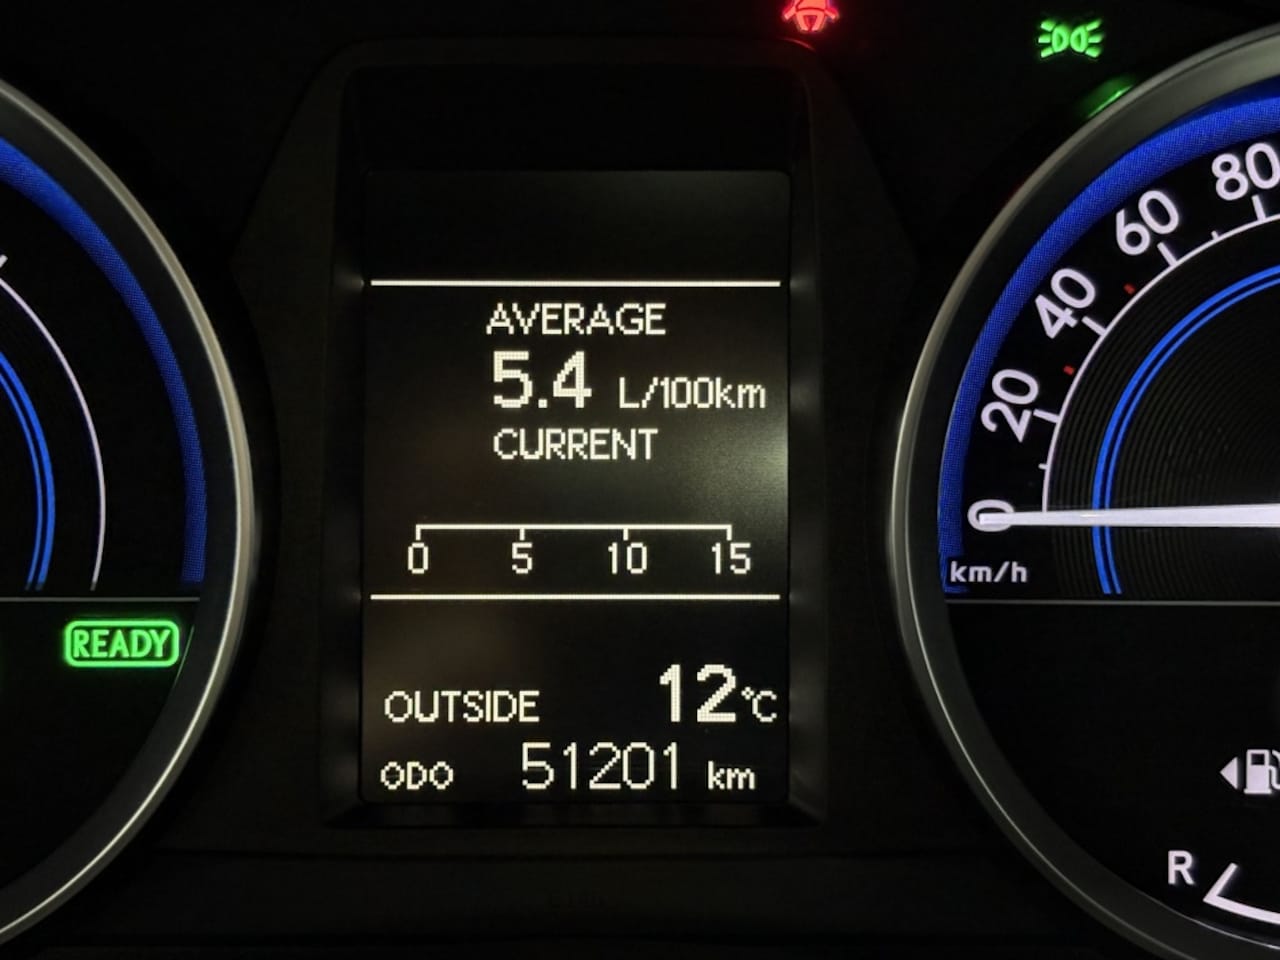 AVERAGE
5.4 L/100km
CURRENT
0 5 10 15
OUTSIDE 12°C
ODO 51201 km
READY
80
60
40
20
0
km/h
R